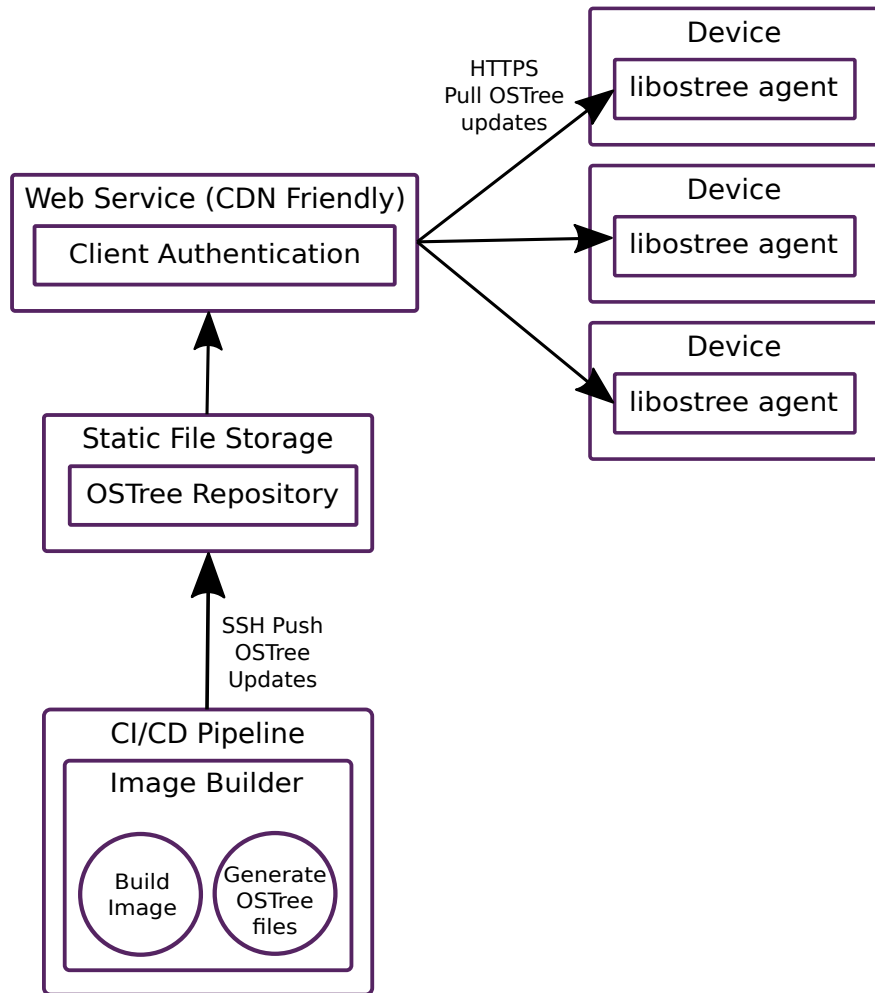 Device
libostree agent
HTTPS
Pull OSTree
updates
Device
libostree agent
Web Service (CDN Friendly)
Client Authentication
Device
libostree agent
Static File Storage
OSTree Repository
SSH Push
OSTree
Updates
CI/CD Pipeline
Image Builder
Build
Image
Generate
OSTree
files